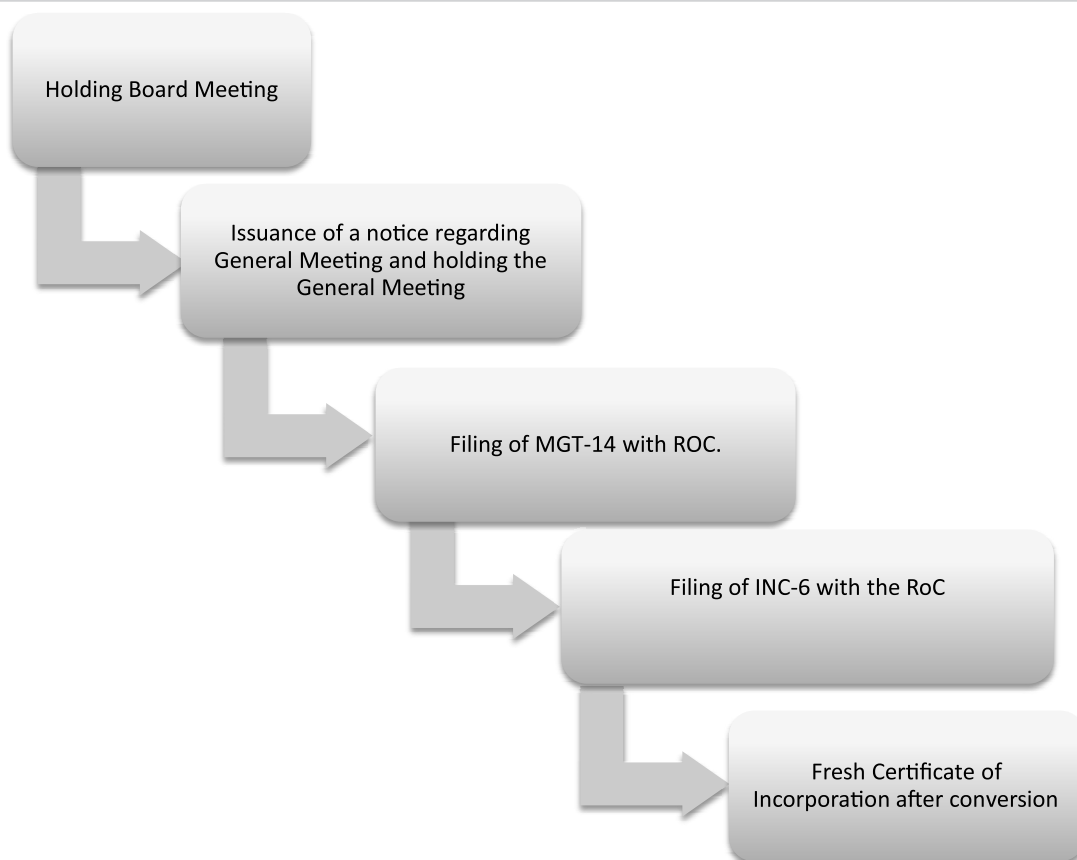 Holding Board Meeting
Issuance of a notice regarding
General Meeting and holding the
General Meeting
Filing of MGT-14 with ROC.
Filing of INC-6 with the RoC
Fresh Certificate of
Incorporation after conversion